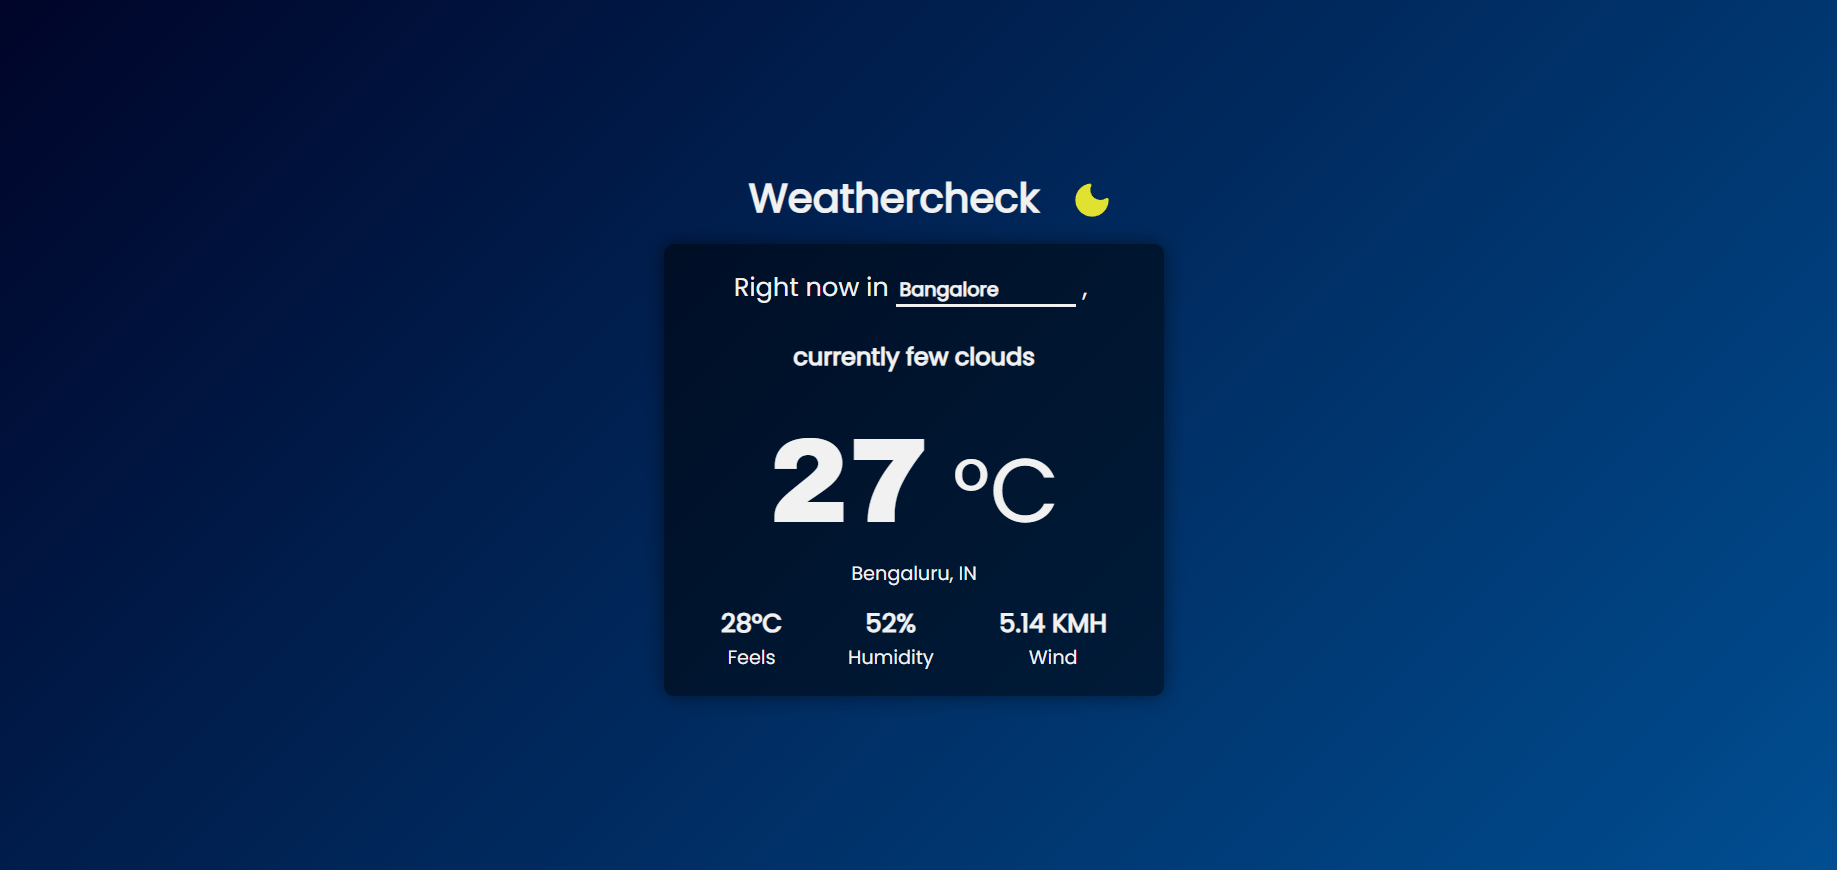 Weathercheck
Right now in Bangalore ,
currently few clouds
27 °C
Bengaluru, IN
28°C 52% 5.14 KMH
Feels Humidity Wind